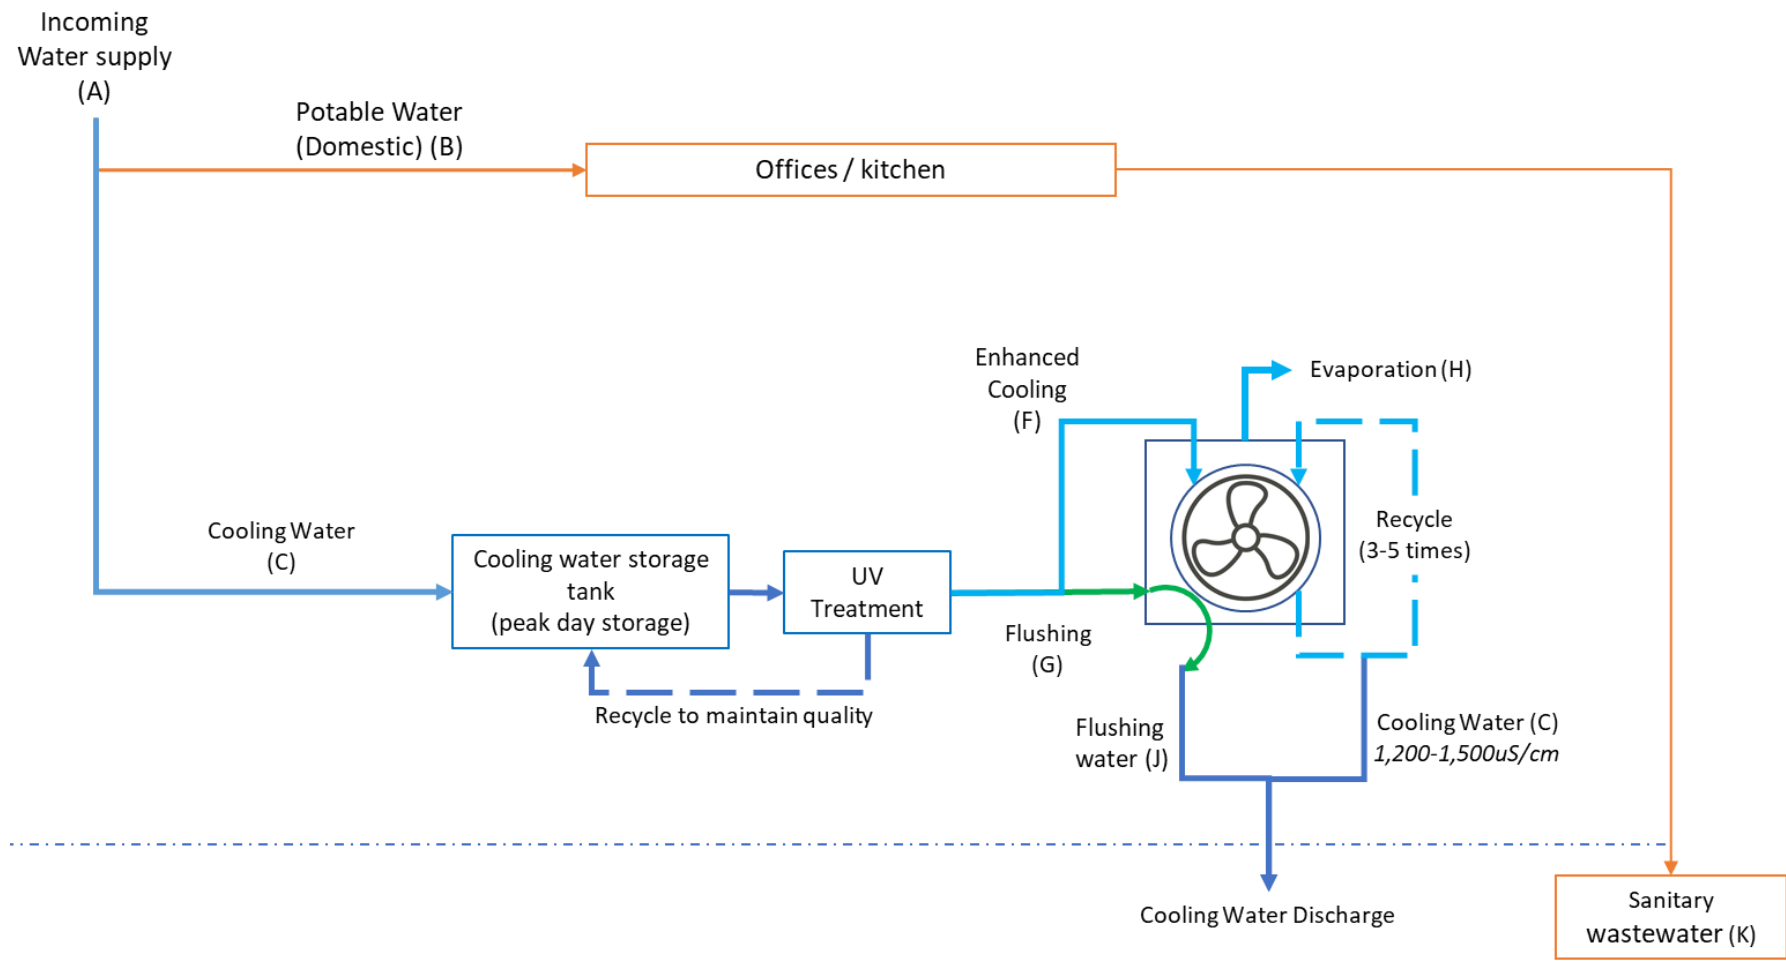 Incoming
Water supply
(A)
Potable Water
(Domestic) (B)
Offices / kitchen
Enhanced
Cooling
(F)
Evaporation (H)
Recycle
(3-5 times)
Cooling Water
(C)
Cooling water storage
tank
(peak day storage)
UV
Treatment
Flushing
(G)
Recycle to maintain quality
Flushing
water (J)
Cooling Water (C)
1,200-1,500uS/cm
Cooling Water Discharge
Sanitary
wastewater (K)